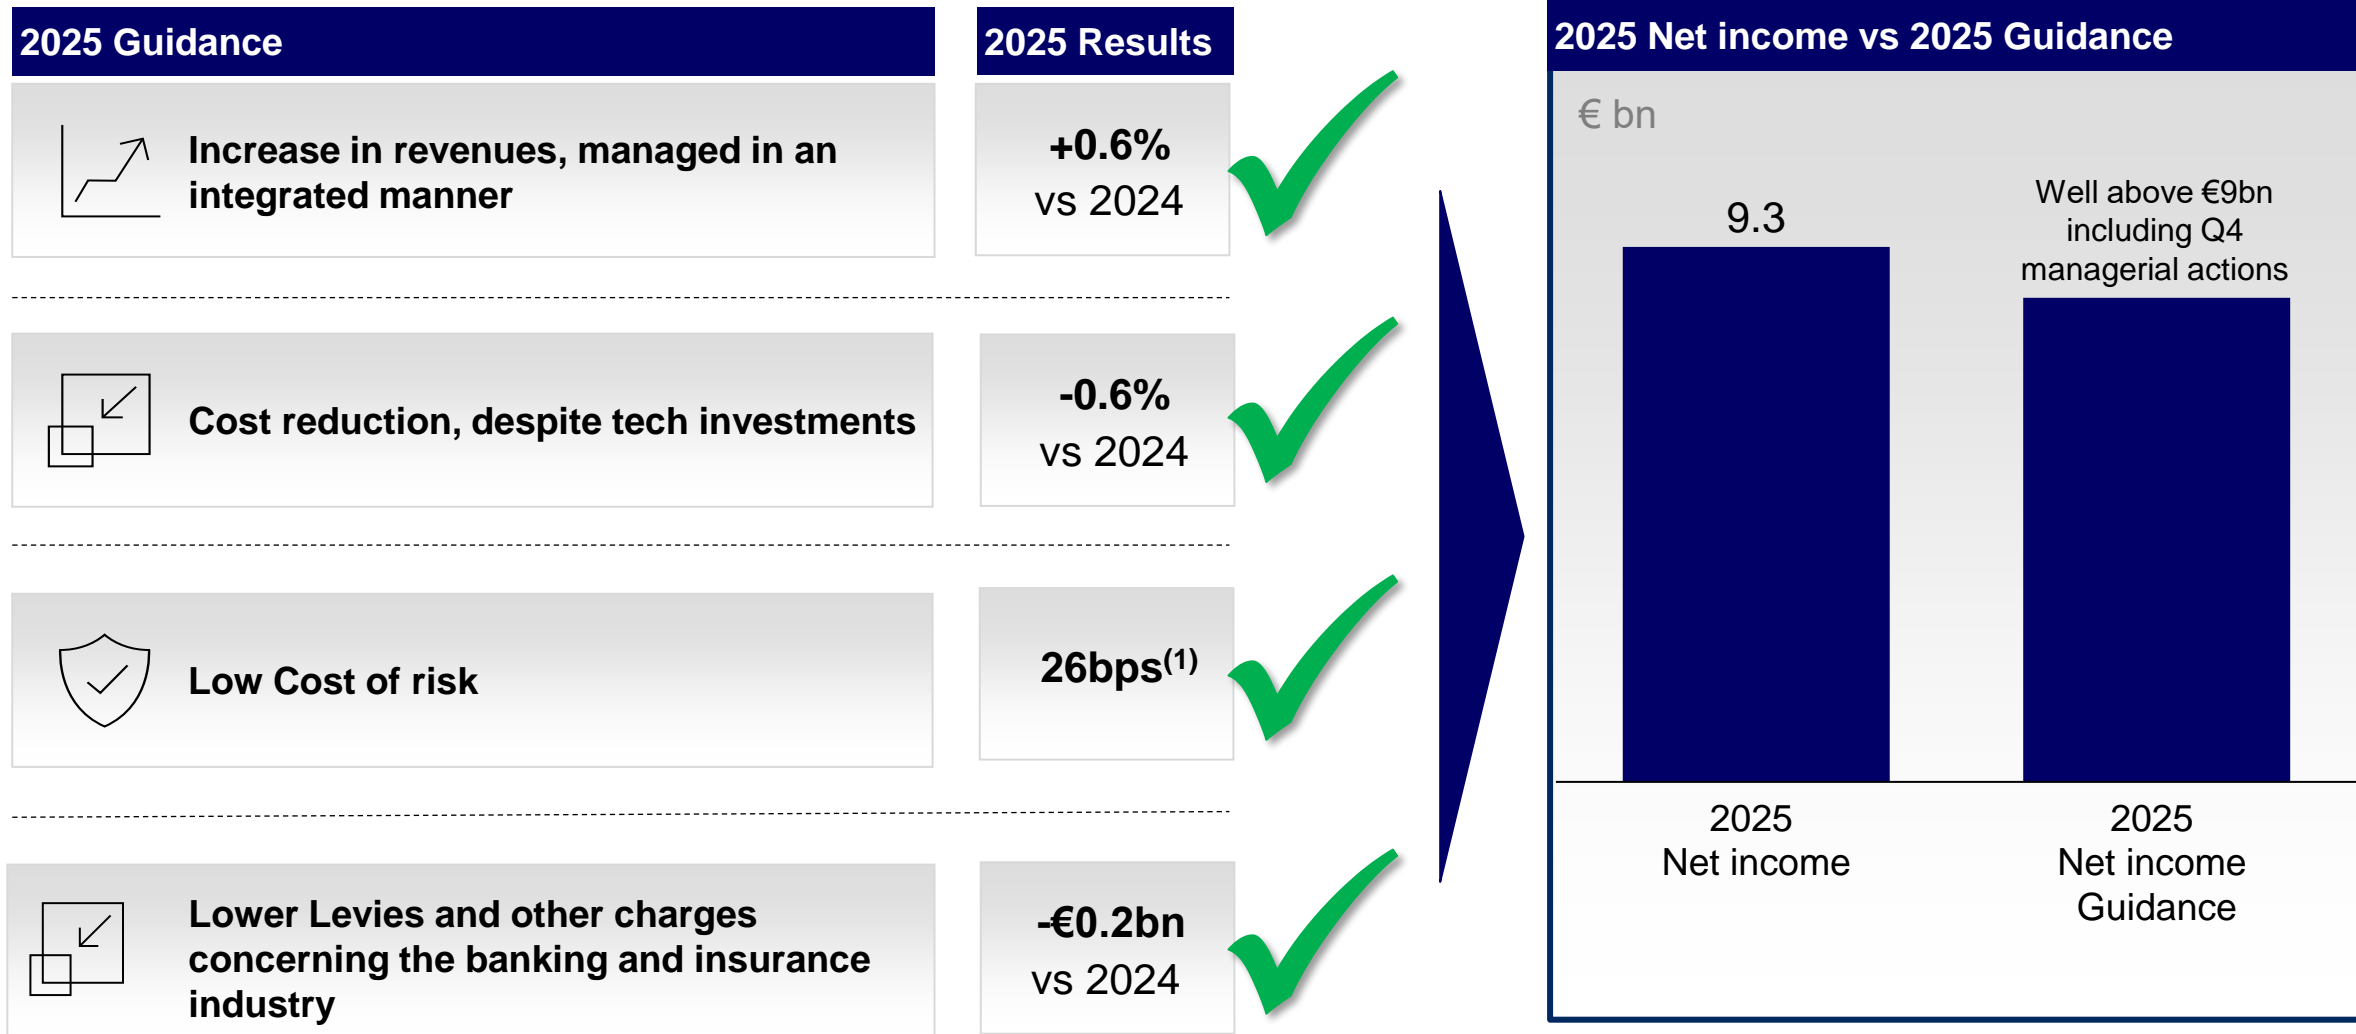 2025 Guidance
2025 Results
Increase in revenues, managed in an
integrated manner
+0.6%
vs 2024
Cost reduction, despite tech investments
-0.6%
vs 2024
Low Cost of risk
26bps(1)
Lower Levies and other charges
concerning the banking and insurance
industry
-€0.2bn
vs 2024
2025 Net income vs 2025 Guidance
€ bn
9.3
Well above €9bn
including Q4
managerial actions
2025
Net income
2025
Net income
Guidance